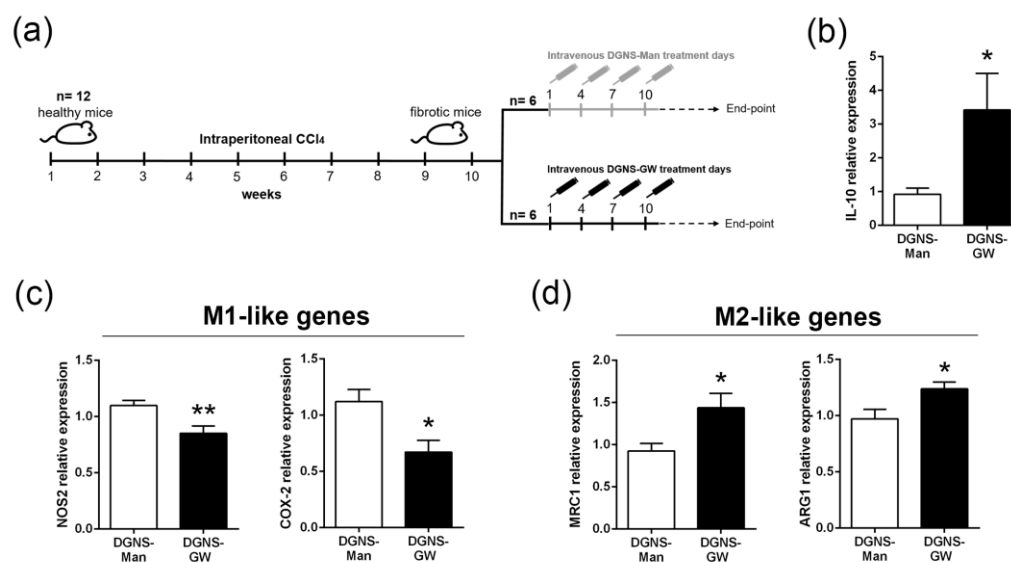 (a)
n= 12
healthy mice
fibrotic mice
Intraperitoneal CCl₄
1 2 3 4 5 6 7 8 9 10
weeks
n= 6
Intravenous DGNS-Man treatment days
1 4 7 10
End-point
n= 6
Intravenous DGNS-GW treatment days
1 4 7 10
End-point
(b)
IL-10 relative expression
5
4
3
2
1
0
*
DGNS-
Man
DGNS-
GW
(c)
M1-like genes
NOS2 relative expression
1.5
1.0
0.5
0.0
**
DGNS-
Man
DGNS-
GW
COX-2 relative expression
1.5
1.0
0.5
0.0
*
DGNS-
Man
DGNS-
GW
(d)
M2-like genes
MRC1 relative expression
2.0
1.5
1.0
0.5
0.0
*
DGNS-
Man
DGNS-
GW
ARG1 relative expression
1.5
1.0
0.5
0.0
*
DGNS-
Man
DGNS-
GW